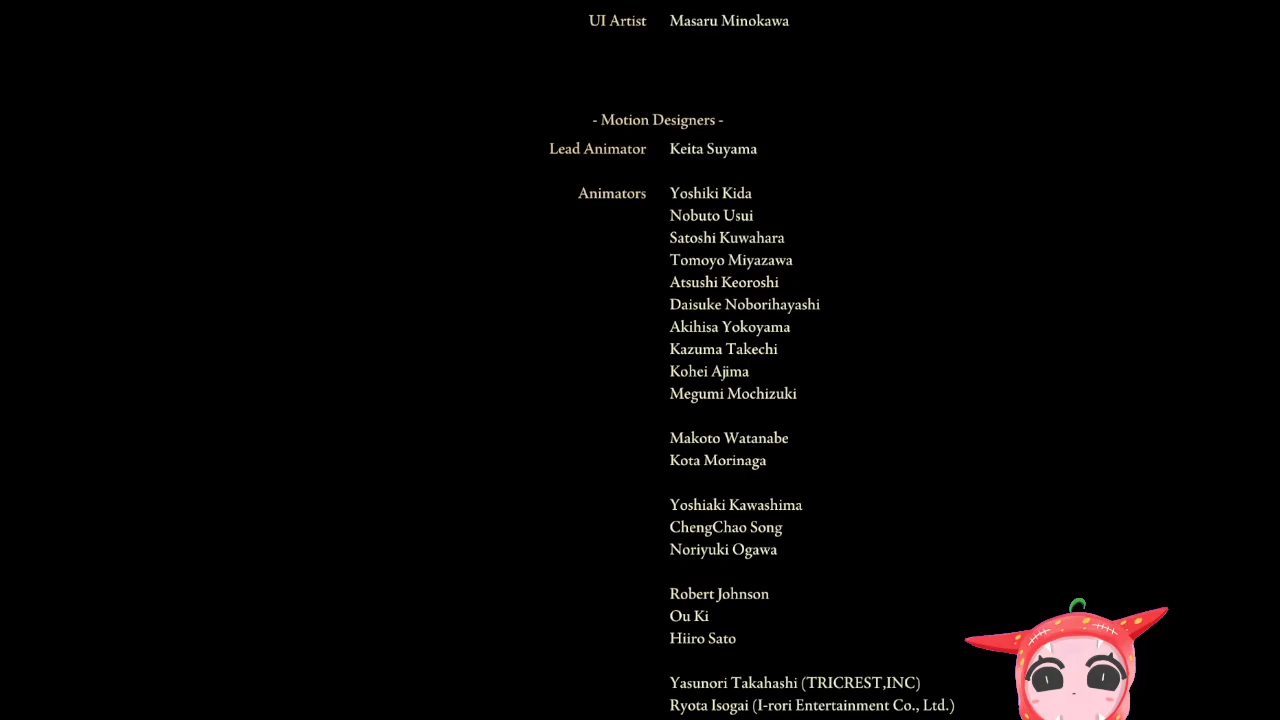 UI Artist Masaru Minokawa
- Motion Designers -
Lead Animator Keita Suyama
Animators Yoshiki Kida
Nobuto Usui
Satoshi Kuwahara
Tomoyo Miyazawa
Atsushi Keoroshi
Daisuke Noborihayashi
Akihisa Yokoyama
Kazuma Takechi
Kohei Ajima
Megumi Mochizuki
Makoto Watanabe
Kota Morinaga
Yoshiaki Kawashima
ChengChao Song
Noriyuki Ogawa
Robert Johnson
Ou Ki
Hiiro Sato
Yasunori Takahashi (TRICREST,INC)
Ryota Isogai (I-rori Entertainment Co., Ltd.)